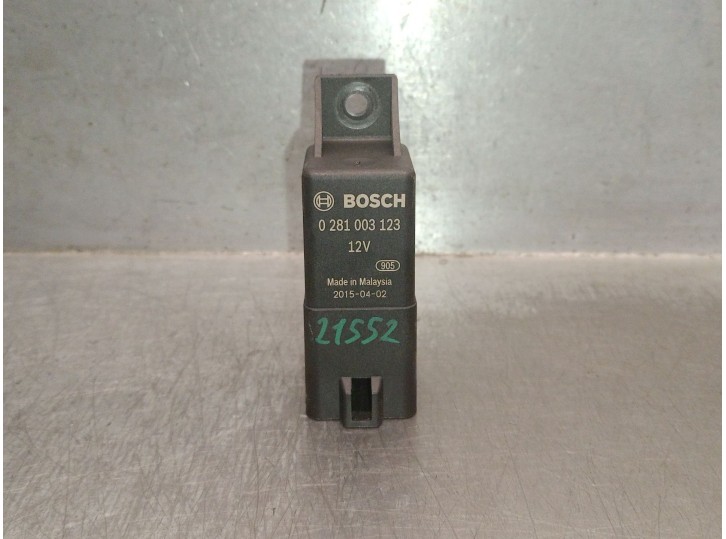 BOSCH
0 281 003 123
12V
905
Made in Malaysia
2015-04-02
21552